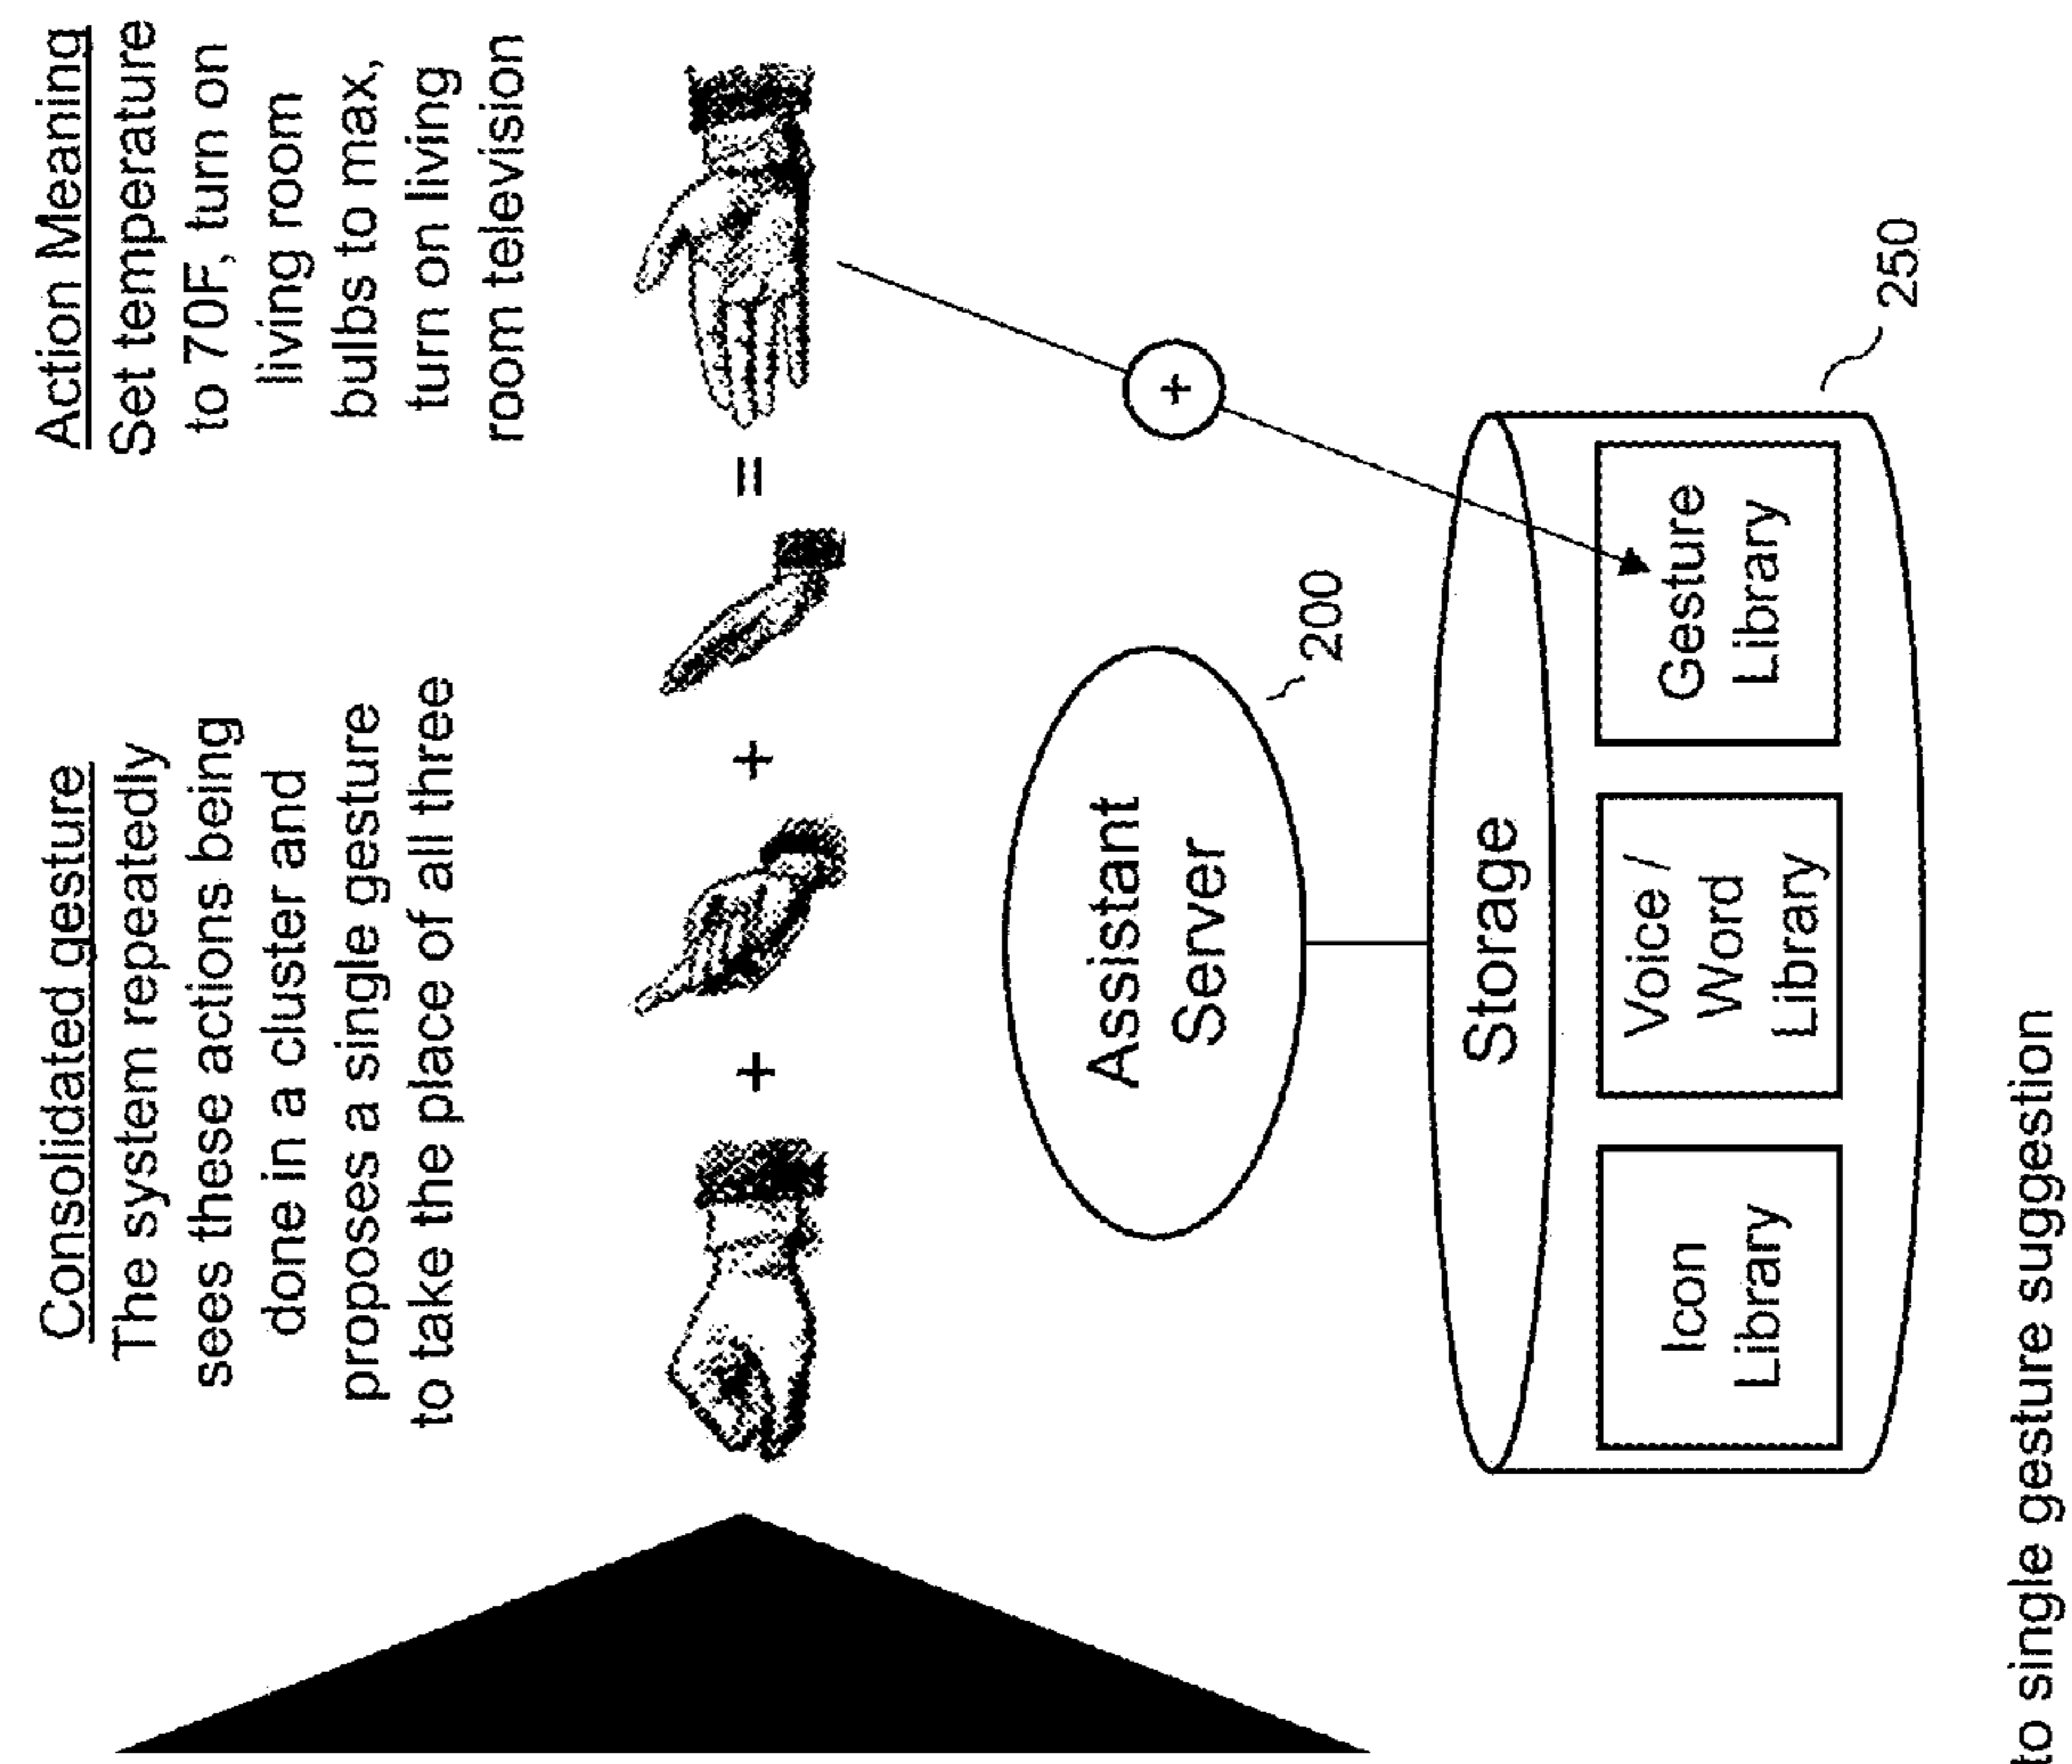 Consolidated gesture
The system repeatedly
sees these actions being
done in a cluster and
proposes a single gesture
to take the place of all three
Action Meaning
Set temperature
to 70F, turn on
living room
bulbs to max,
turn on living
room television
+
+
=
+
Assistant
Server
200
Storage
Icon
Library
Voice /
Word
Library
Gesture
Library
250
to single gesture suggestion